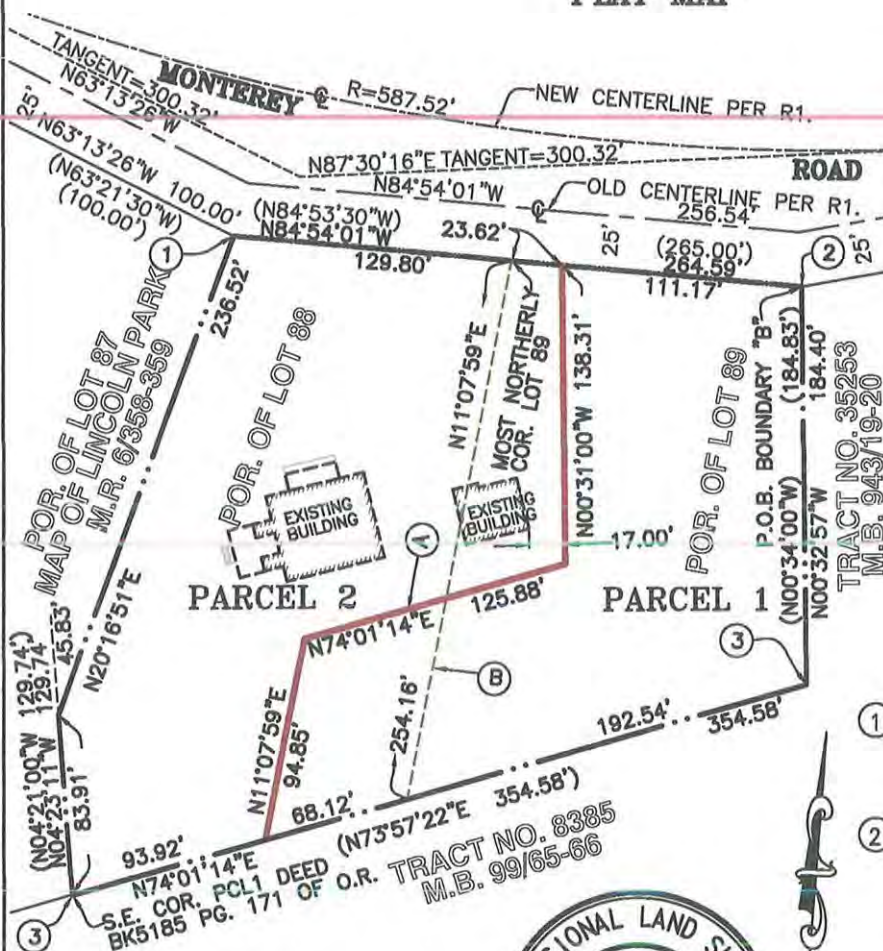 TANGENT=300.32'
N63°13'26"W
MONTEREY
℄
R=587.52'
NEW CENTERLINE PER R1.
25'
N63°13'26"W 100.00'
(N63°21'30"W)
(100.00')
N87°30'16"E TANGENT=300.32'
ROAD
N84°54'01"W
℄
OLD CENTERLINE PER R1.
256.54'
(N84°53'30"W)
N84°54'01"W
23.62'
25'
(265.00')
264.59'
25'
1
129.80'
111.17'
2
236.52'
POR. OF LOT 87
MAP OF LINCOLN PARK
M.R. 6/358-359
POR. OF LOT 88
N11°07'59"E
MOST NORTHERLY
COR. LOT 89
138.31'
N00°31'00"W
POR. OF LOT 89
P.O.B. BOUNDARY "B"
(184.83')
184.40'
(N00°34'00"W)
N00°32'57"W
TRACT NO. 35253
M.B. 943/19-20
EXISTING
BUILDING
EXISTING
BUILDING
17.00'
A
PARCEL 2
125.88'
PARCEL 1
N74°01'14"E
N20°16'51"E
45.83'
3
B
(N04°21'00"W 129.74')
N04°23'11"W 129.74
83.91'
N11°07'59"E
94.85'
254.16'
192.54'
354.58'
1
68.12'
(N73°57'22"E 354.58')
93.92'
N74°01'14"E
TRACT NO. 8385
M.B. 99/65-66
2
S.E. COR. PCL1 DEED
BK5185 PG. 171 OF O.R.
3